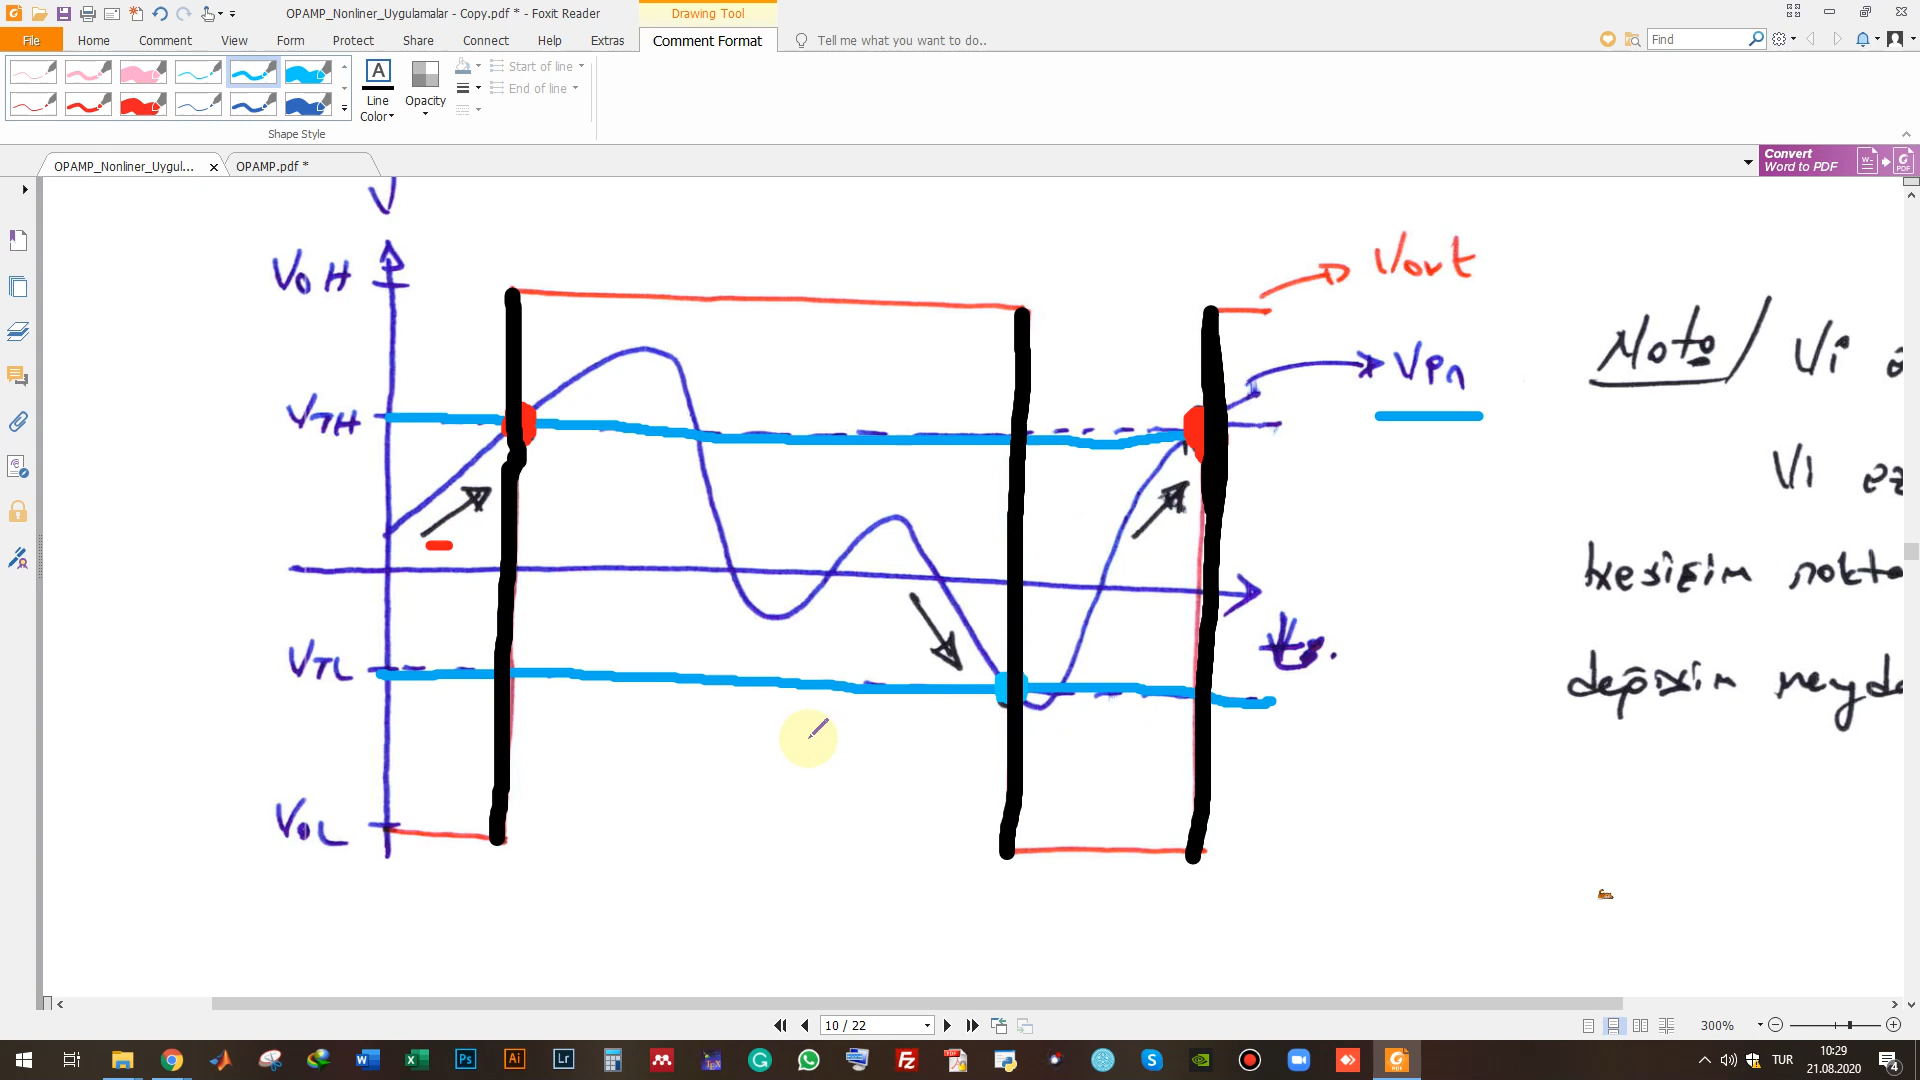 OPAMP_Nonliner_Uygulamalar - Copy.pdf * - Foxit Reader
Drawing Tool
File Home Comment View Form Protect Share Connect Help Extras Comment Format Tell me what you want to do.. Find
Line Color
Opacity
Start of line
End of line
Shape Style
OPAMP_Nonliner_Uygul... OPAMP.pdf *
Convert
Word to PDF
V
VOH
Vout
VTH
Vin
VTL
VOL
t
Not
Vi
Vi
kesişim
değişim
10 / 22
300%
TUR
10:29
21.08.2020
4